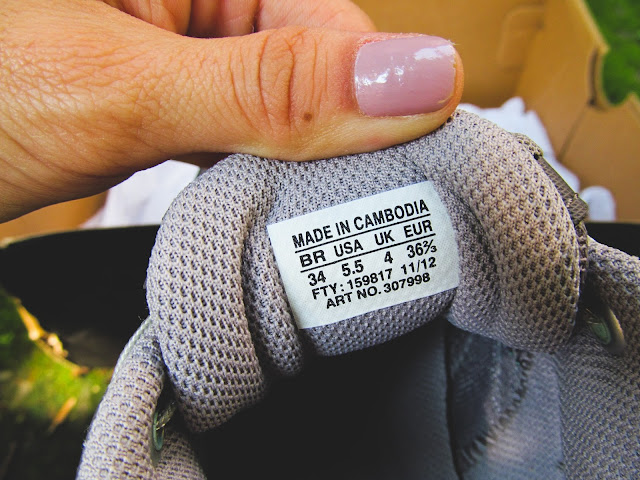 MADE IN CAMBODIA
BR USA UK EUR
34 5.5 4 36⅔
FTY: 159817 11/12
ART NO. 307998